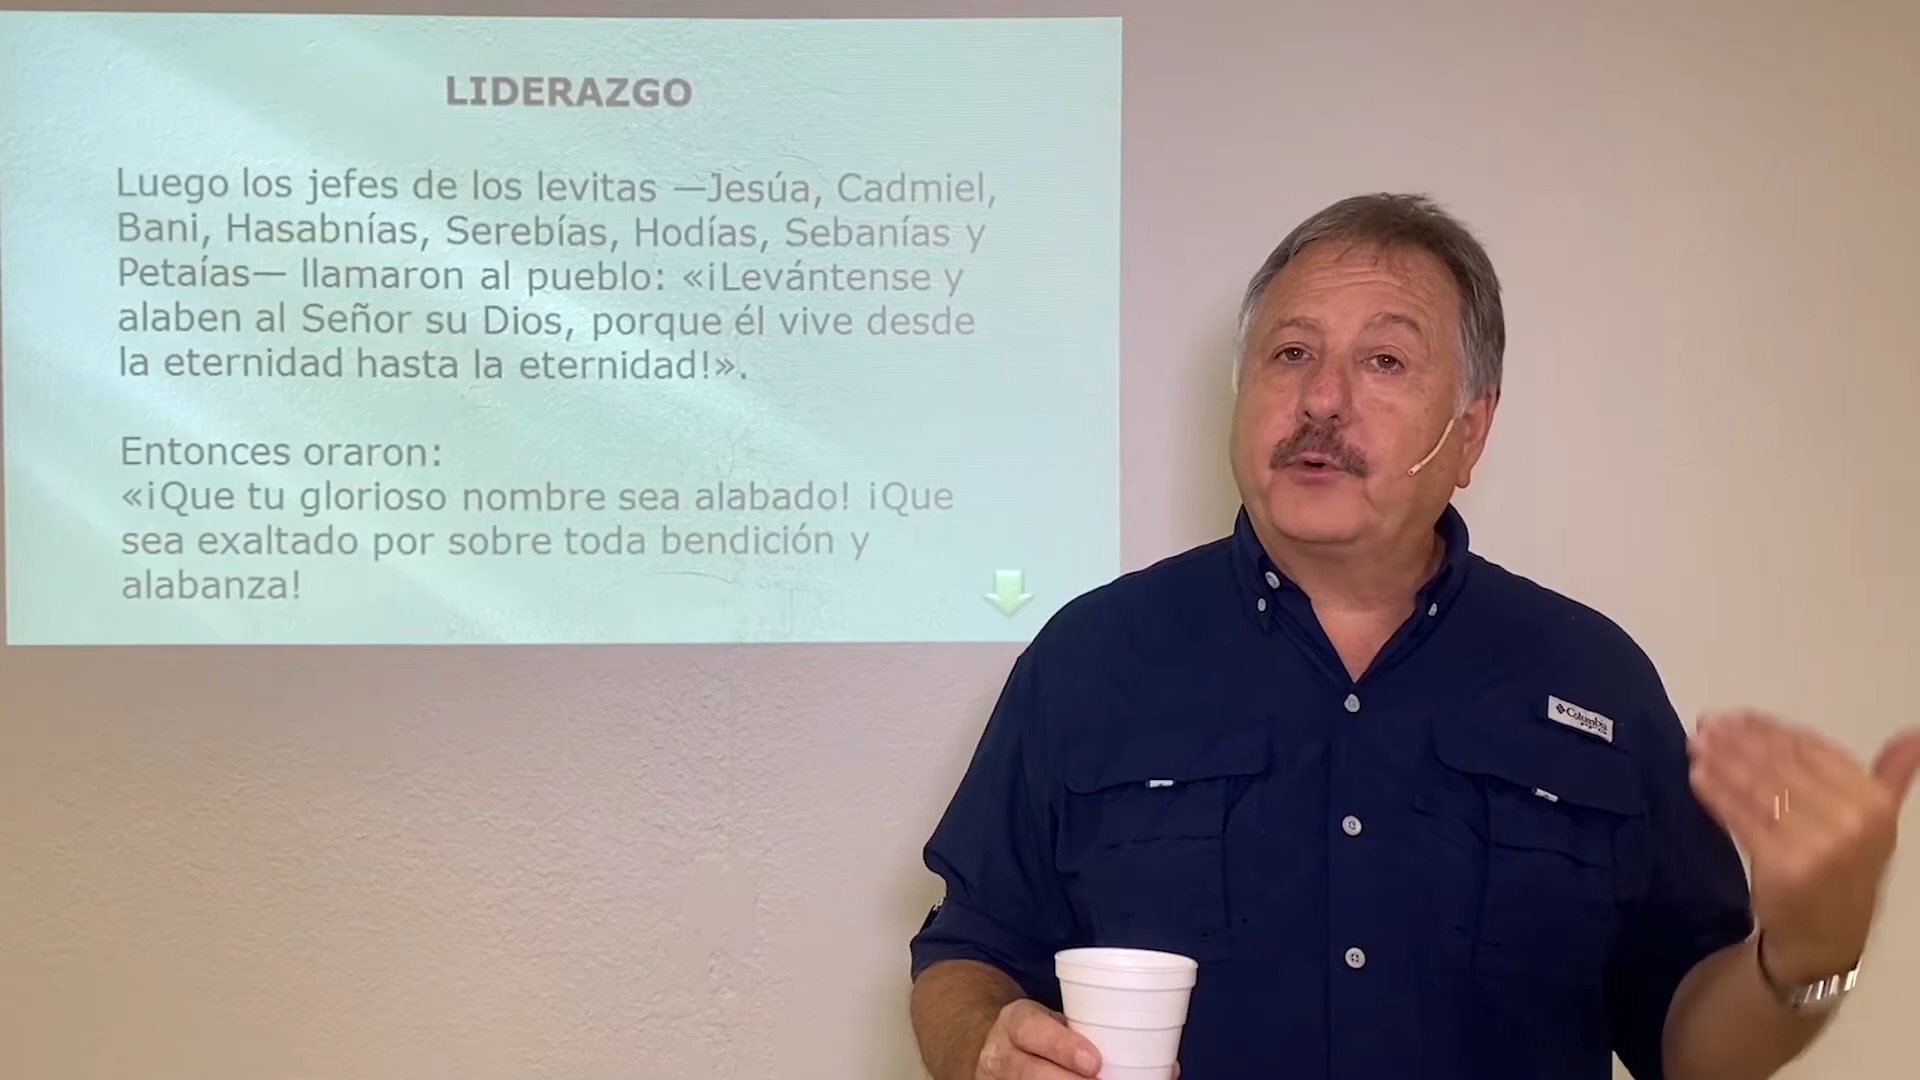 LIDERAZGO
Luego los jefes de los levitas —Jesúa, Cadmiel,
Bani, Hasabnías, Serebías, Hodías, Sebanías y
Petaías— llamaron al pueblo: «¡Levántense y
alaben al Señor su Dios, porque él vive desde
la eternidad hasta la eternidad!».
Entonces oraron:
«¡Que tu glorioso nombre sea alabado! ¡Que
sea exaltado por sobre toda bendición y
alabanza!
Columbia